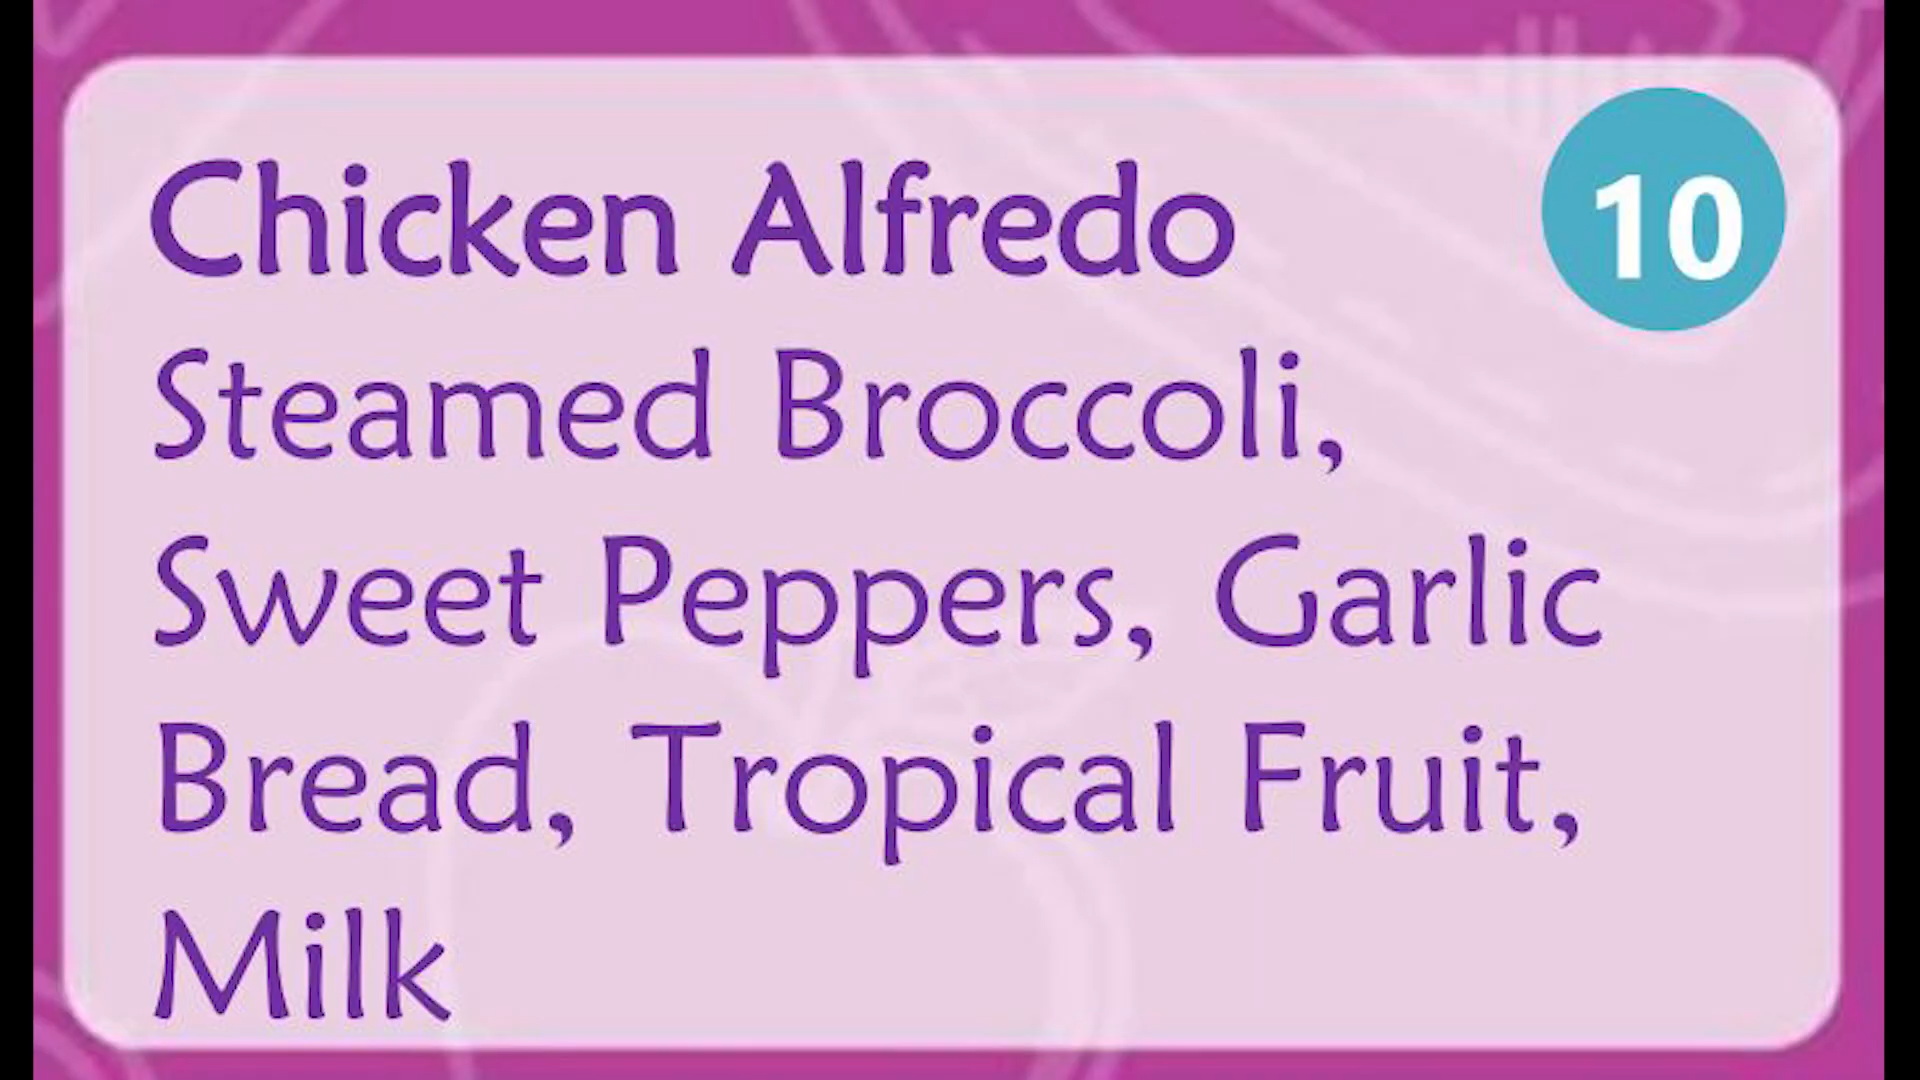 Chicken Alfredo
10
Steamed Broccoli,
Sweet Peppers, Garlic
Bread, Tropical Fruit,
Milk